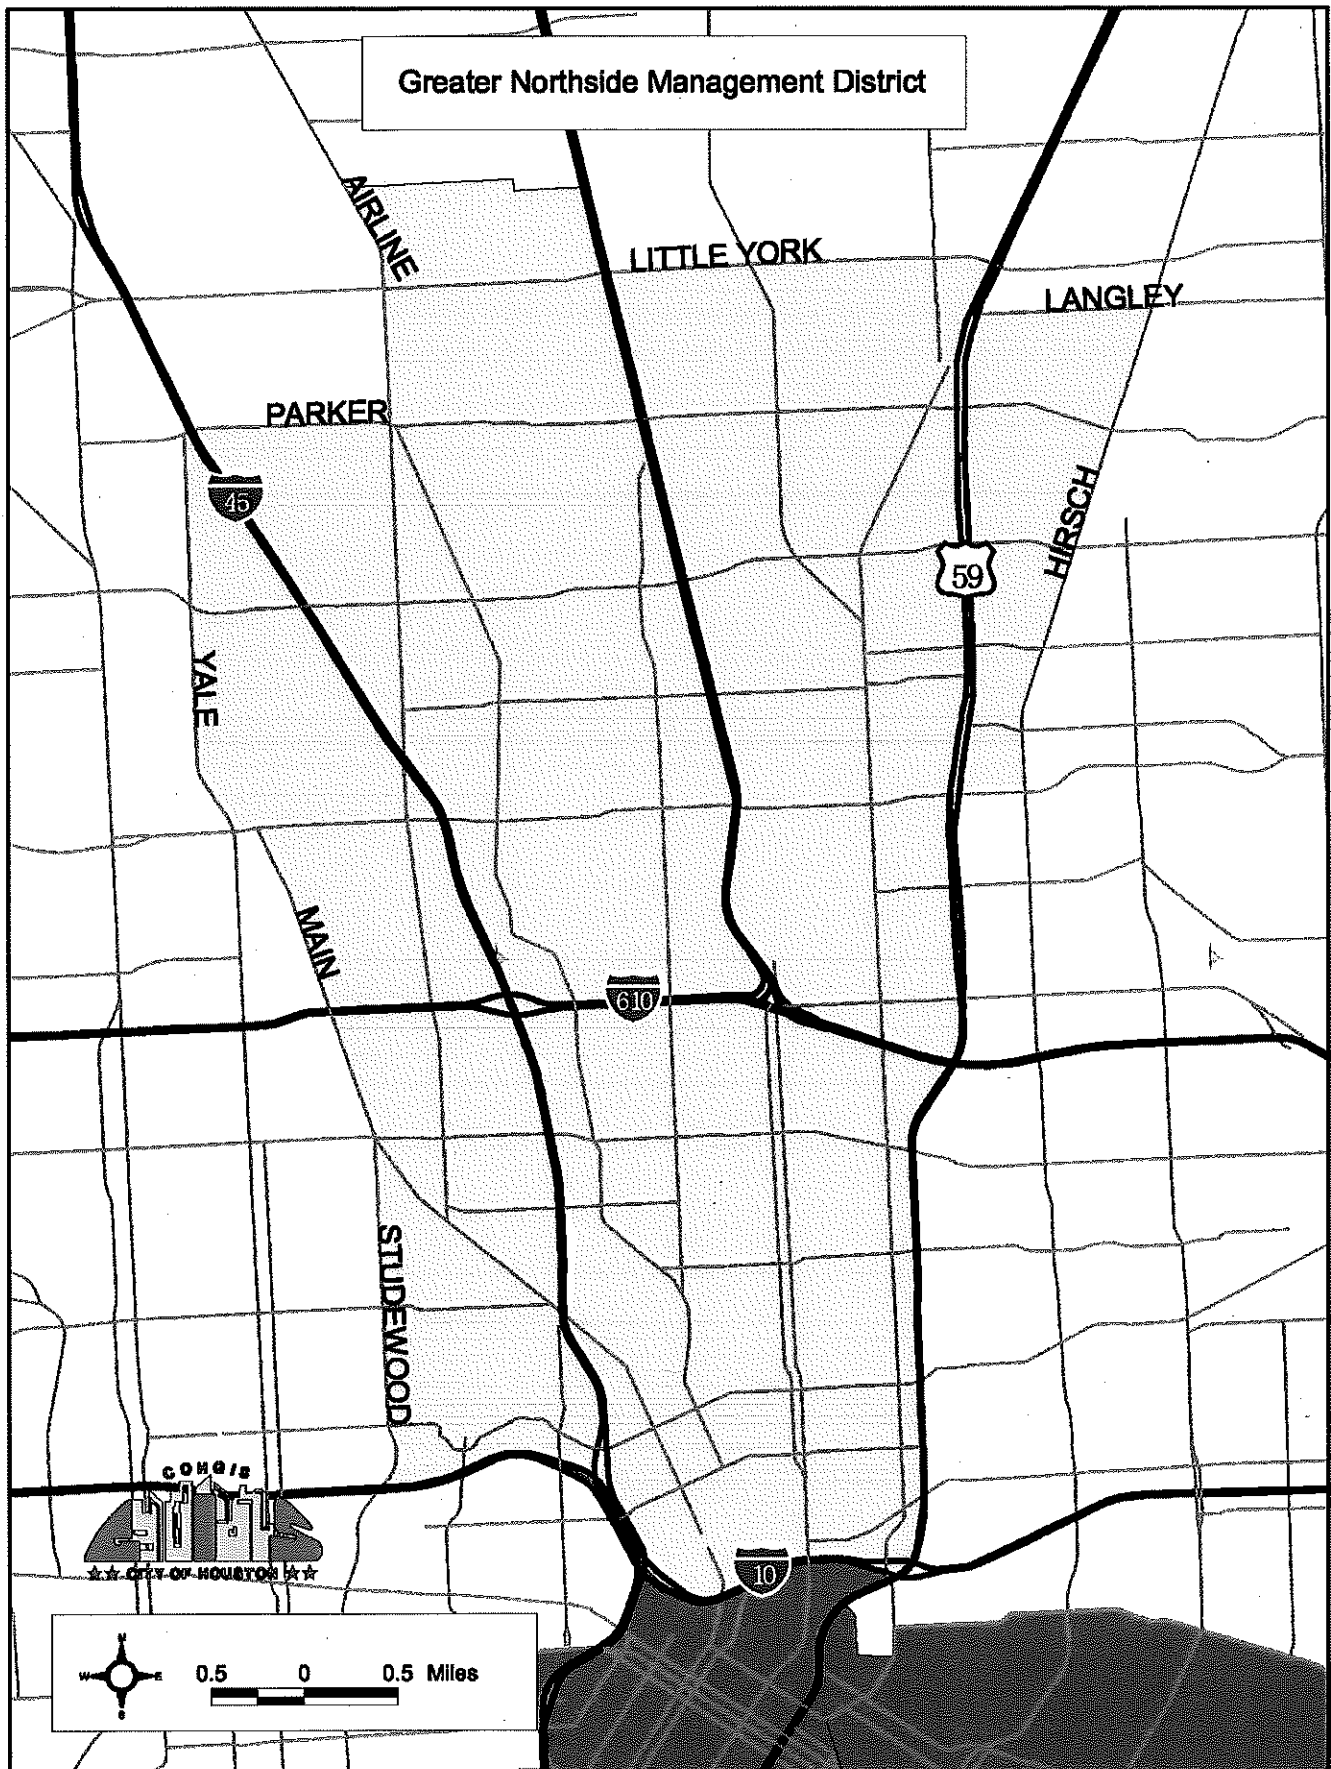 Greater Northside Management District
AIRLINE
LITTLE YORK
LANGLEY
PARKER
45
HIRSCH
59
YALE
MAIN
610
STUDEWOOD
COHGIS
☆☆ CITY OF HOUSTON ☆☆
10
N
W E
S
0.5 0 0.5 Miles